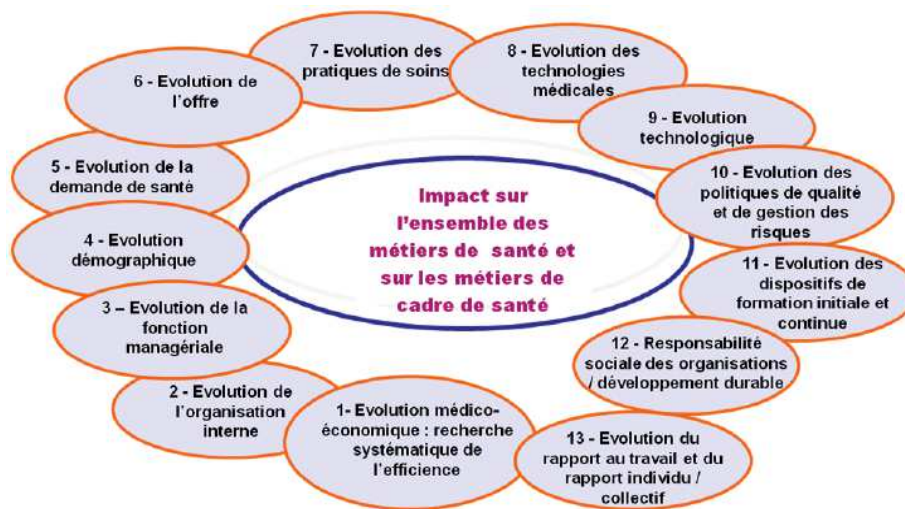 7 - Evolution des
pratiques de soins
8 - Evolution des
technologies
médicales
6 - Evolution de
l'offre
9 - Evolution
technologique
5 - Evolution de la
demande de santé
10 - Evolution des
politiques de qualité
et de gestion des
risques
Impact sur
l'ensemble des
métiers de santé et
sur les métiers de
cadre de santé
4 - Evolution
démographique
11 - Evolution des
dispositifs de
formation initiale et
continue
3 – Evolution de la
fonction
managériale
12 - Responsabilité
sociale des organisations
/ développement durable
2 - Evolution de
l'organisation
interne
1- Evolution médico-
économique : recherche
systématique de
l'efficience
13 - Evolution du
rapport au travail et du
rapport individu /
collectif